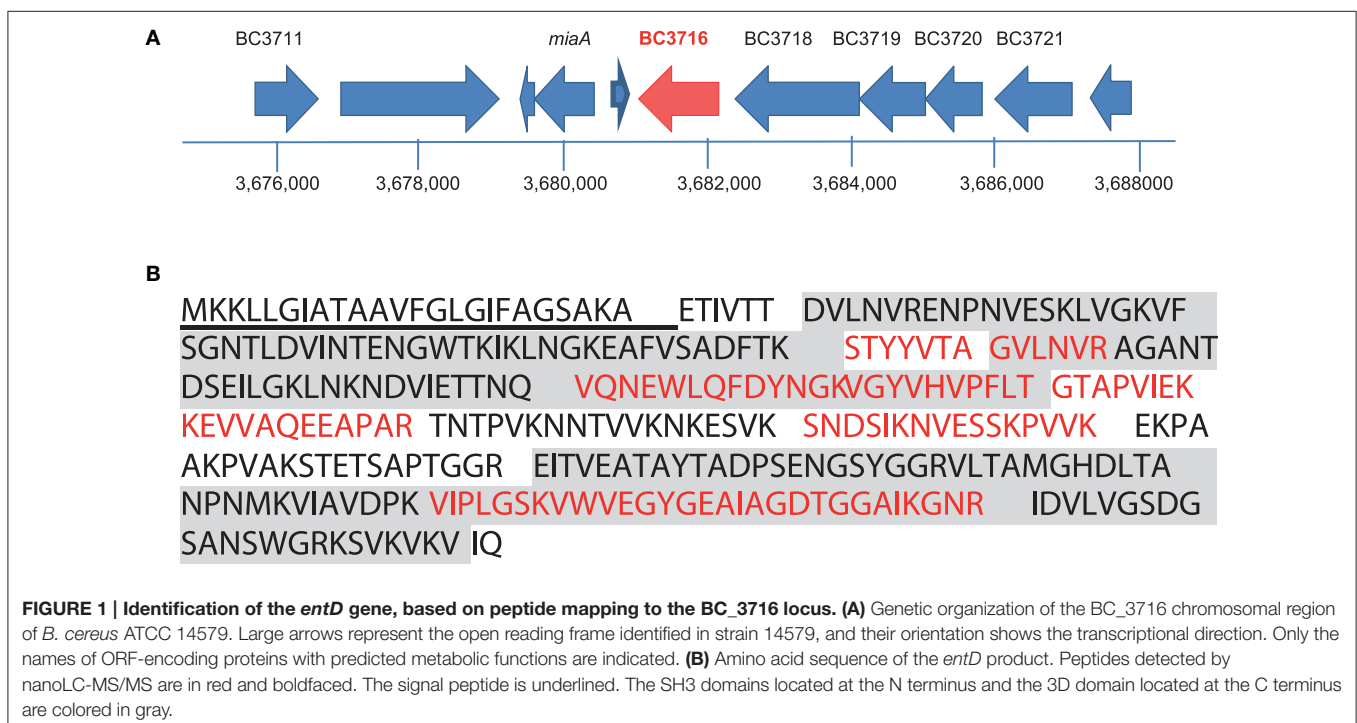 A
BC3711 miaA BC3716 BC3718 BC3719 BC3720 BC3721
3,676,000 3,678,000 3,680,000 3,682,000 3,684,000 3,686,000 3,688000
B
MKKLLGIATAAVFGLGIFAGSAKA ETIVTT DVLNVRENPNVESKLVGKVF
SGNTLDVINTENGWTKIKLNGKEAFVSADFTK STYYVTA GVLNVR AGANT
DSEILGKLNKNDVIETTNQ VQNEWLQFDYNGKVGYVHVPFLT GTAPVIEK
KEVVAQEEAPAR TNTPVKNNTVVKNKESVK SNDSIKNVESSKPVVK EKPA
AKPVAKSTETSAPTGGR EITVEATAYTADPSENGSYGGRVLTAMGHDLTA
NPNMKVIAVDPK VIPLGSKVWVEGYGEAIAGDTGGAIKGNR IDVLVGSDG
SANSWGRKSVKVKV IQ
FIGURE 1 | Identification of the entD gene, based on peptide mapping to the BC_3716 locus. (A) Genetic organization of the BC_3716 chromosomal region
of B. cereus ATCC 14579. Large arrows represent the open reading frame identified in strain 14579, and their orientation shows the transcriptional direction. Only the
names of ORF-encoding proteins with predicted metabolic functions are indicated. (B) Amino acid sequence of the entD product. Peptides detected by
nanoLC-MS/MS are in red and boldfaced. The signal peptide is underlined. The SH3 domains located at the N terminus and the 3D domain located at the C terminus
are colored in gray.